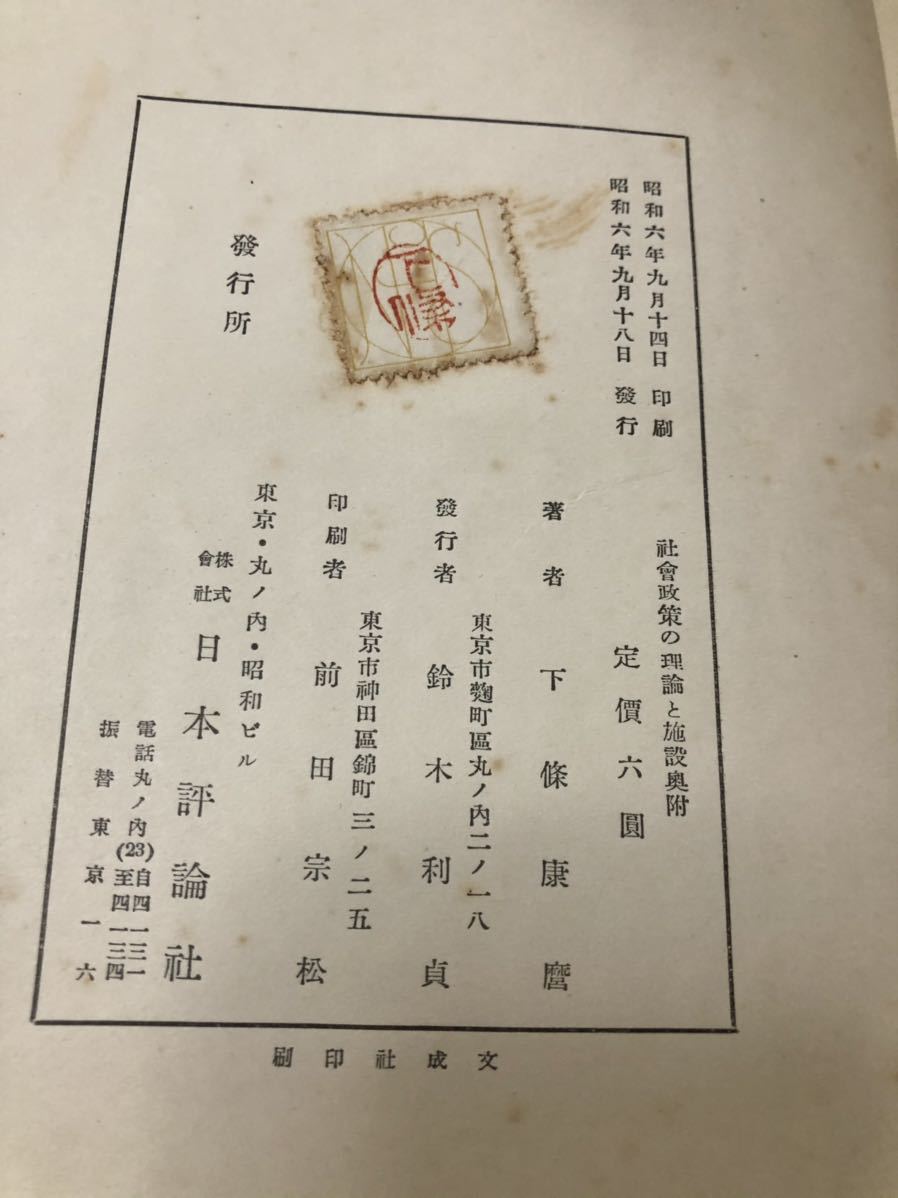 昭和六年九月十四日 印刷
昭和六年九月十八日 發行
社會政策の理論と施設奥附
定價六圓
著者 下條康麿
東京市麴町區丸ノ內二ノ一八
發行者 鈴木利貞
東京市神田區錦町三ノ二五
印刷者 前田宗松
下條
發行所
東京・丸ノ內・昭和ビル
株式會社 日本評論社
電話丸ノ內(23)自四一三一至四一三四
振替東京一六
文成社印刷